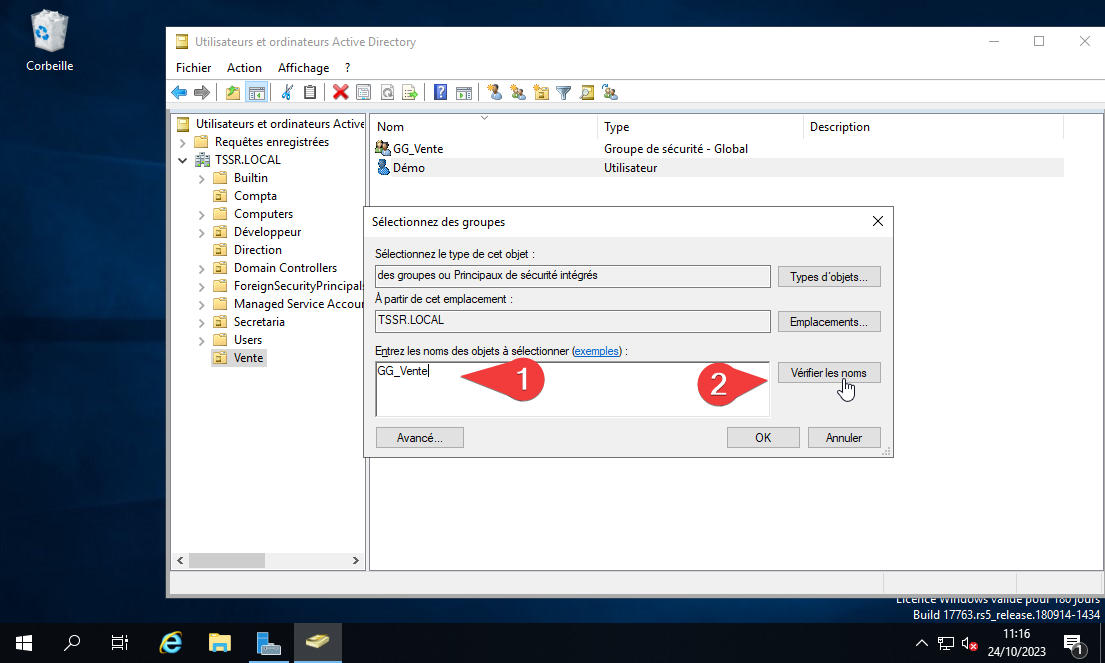 Corbeille
Utilisateurs et ordinateurs Active Directory
Fichier Action Affichage ?
Utilisateurs et ordinateurs Active
Requêtes enregistrées
TSSR.LOCAL
Builtin
Compta
Computers
Développeur
Direction
Domain Controllers
ForeignSecurityPrincipals
Managed Service Accou
Secretaria
Users
Vente
Nom Type Description
GG_Vente Groupe de sécurité - Global
Démo Utilisateur
Sélectionnez des groupes
Sélectionnez le type de cet objet :
des groupes ou Principaux de sécurité intégrés Types d'objets...
À partir de cet emplacement :
TSSR.LOCAL Emplacements...
Entrez les noms des objets à sélectionner (exemples) :
GG_Vente 1 2 Vérifier les noms
Avancé... OK Annuler
Licence Windows valide pour 180 jours
Build 17763.rs5_release.180914-1434
11:16
24/10/2023
1